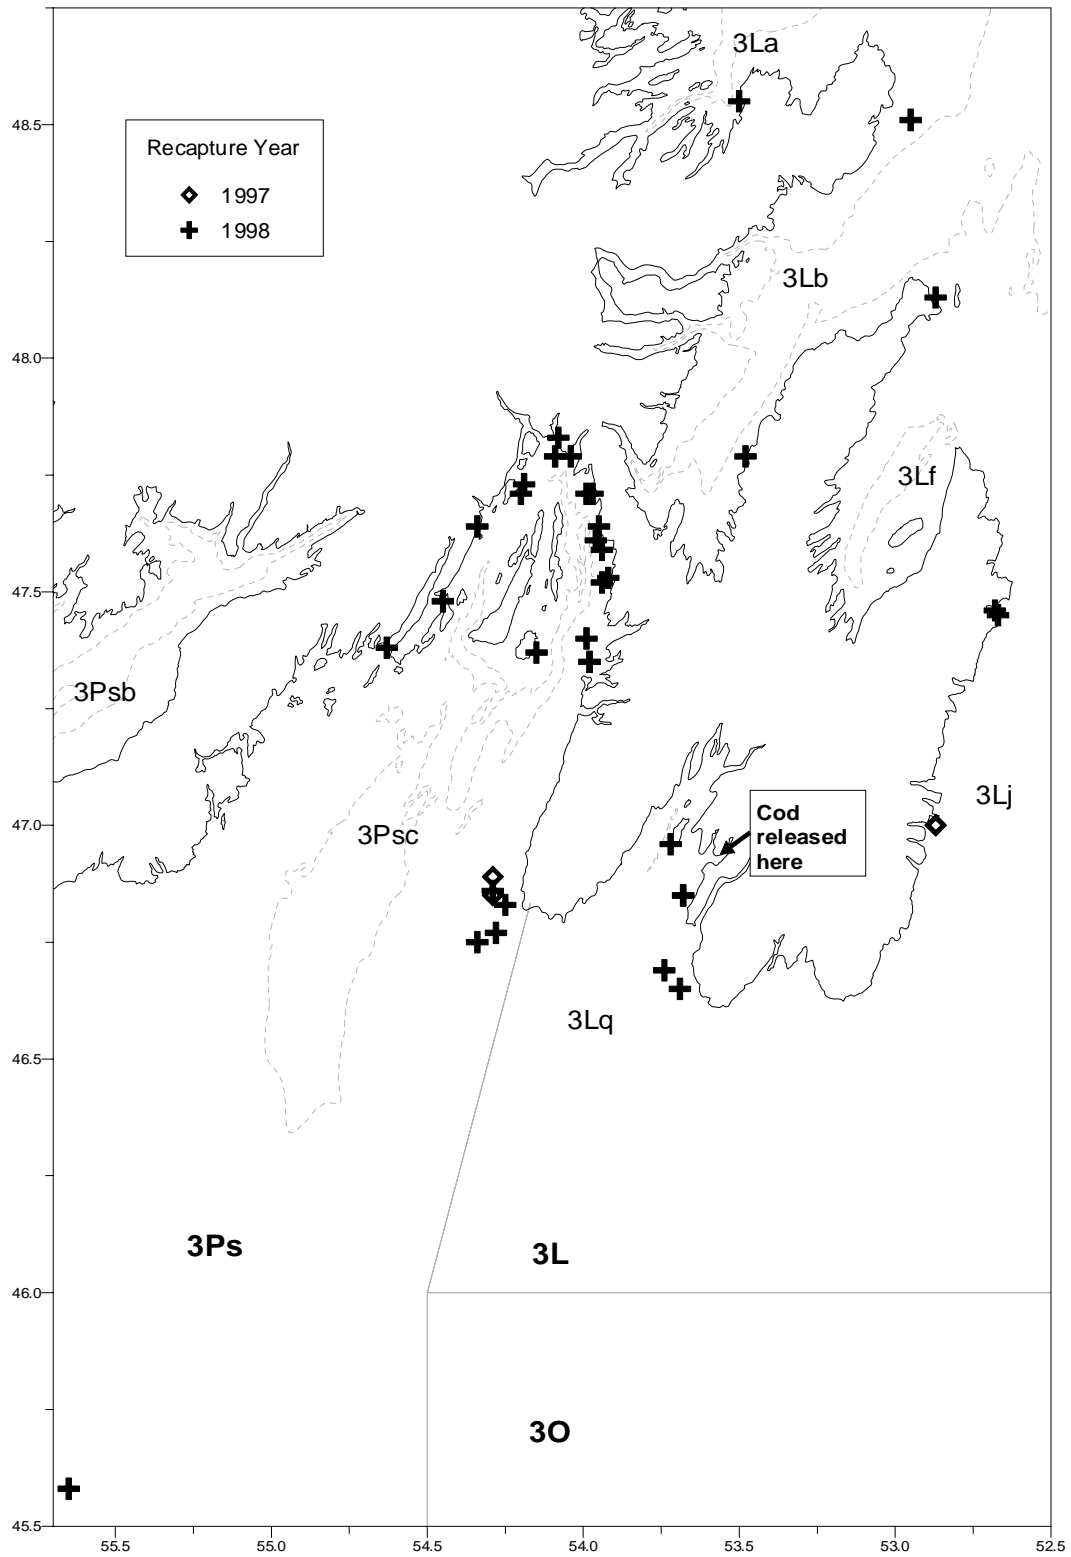 3La
48.5
Recapture Year
1997
1998
3Lb
48.0
3Lf
47.5
3Psb
3Lj
47.0
3Psc
Cod
released
here
3Lq
46.5
3Ps
3L
46.0
3O
45.5
55.5 55.0 54.5 54.0 53.5 53.0 52.5